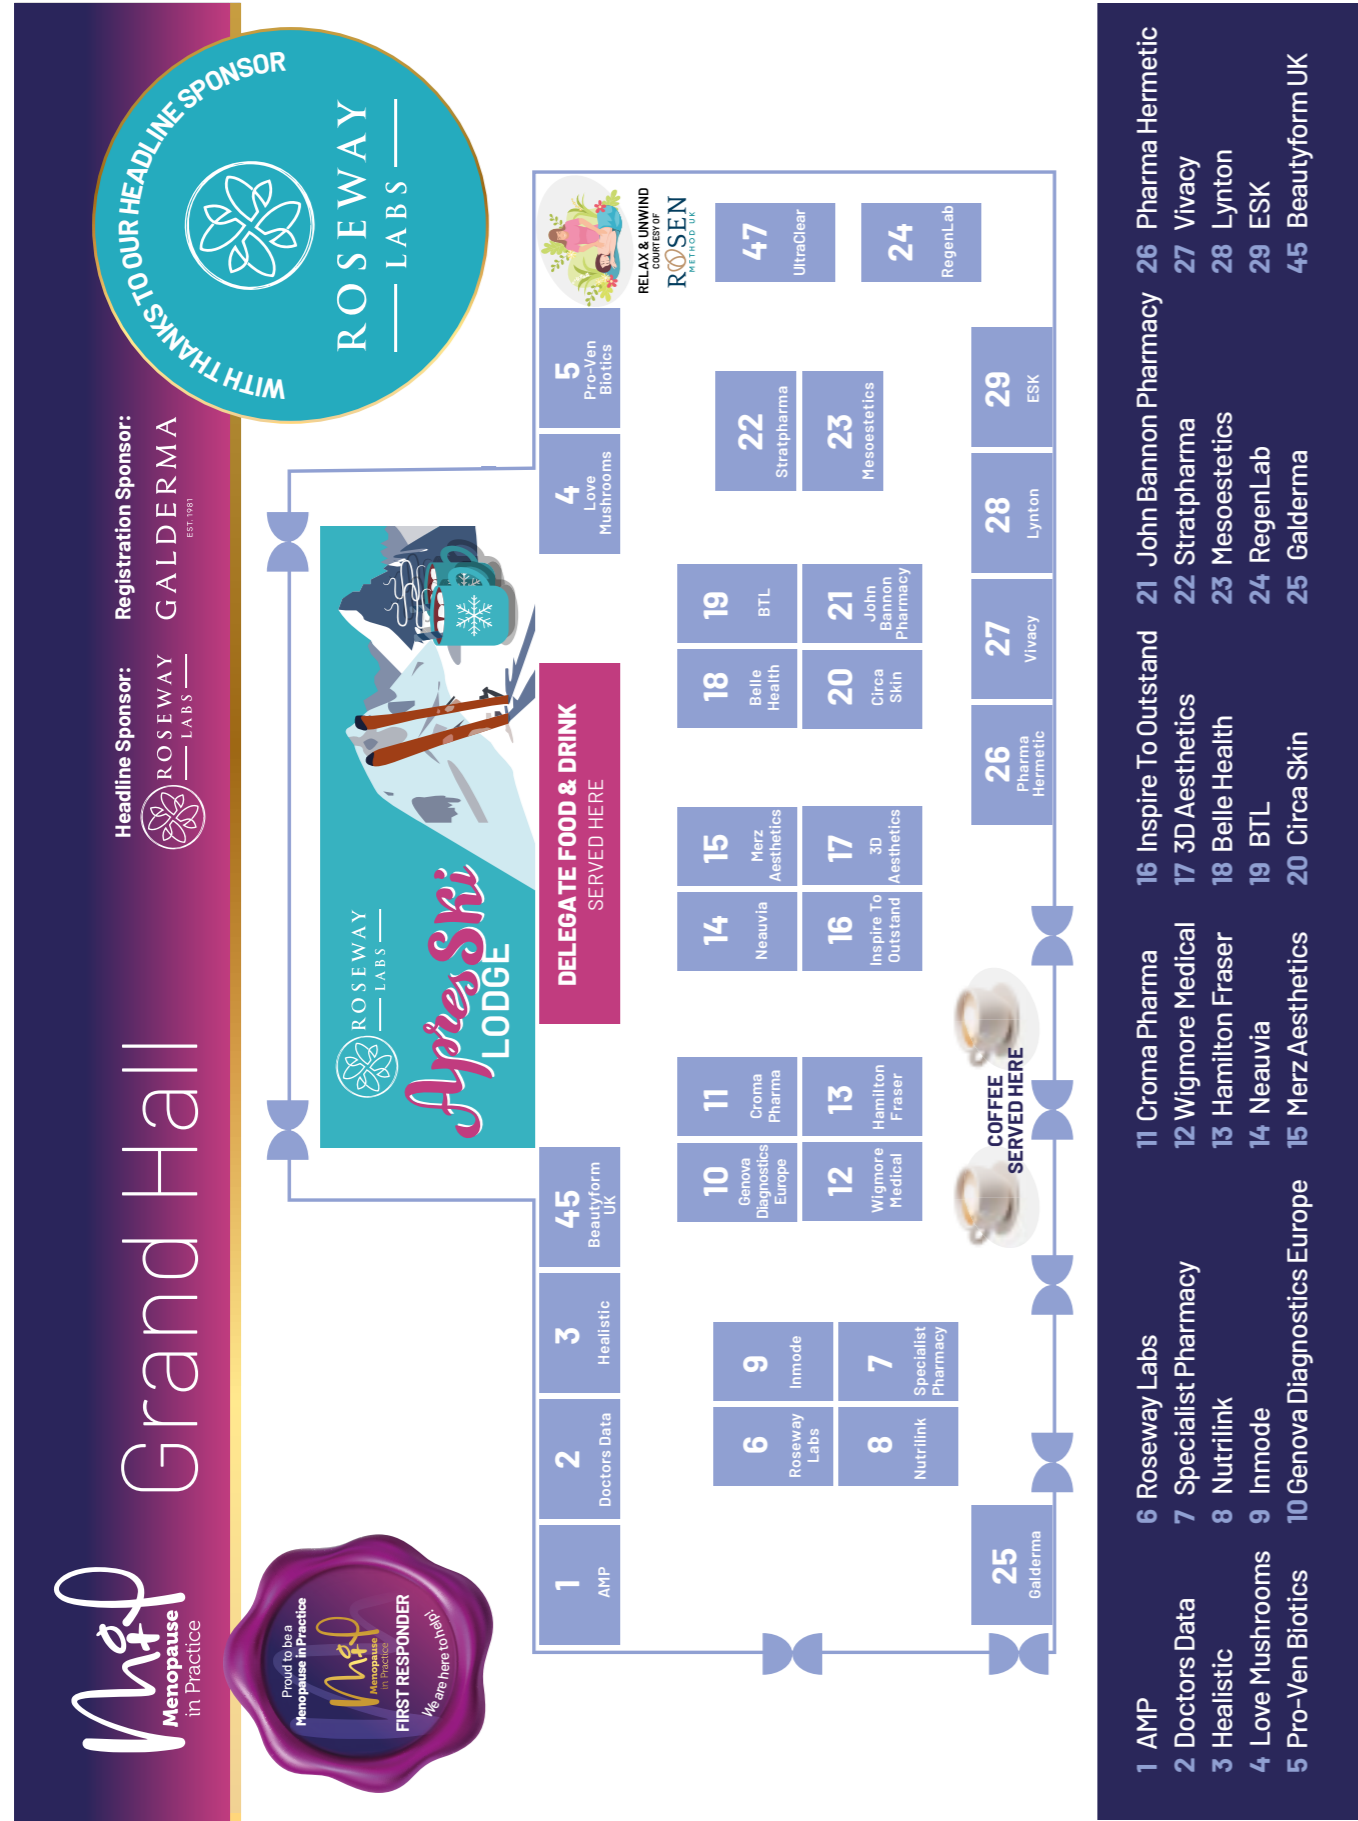 Menopause
in Practice
Grand Hall
Headline Sponsor:
ROSEWAY
LABS
Registration Sponsor:
GALDERMA
EST. 1981
WITH THANKS TO OUR HEADLINE SPONSOR
ROSEWAY
LABS
Proud to be a
Menopause in Practice
Menopause
in Practice
FIRST RESPONDER
We are here to help!
ROSEWAY
LABS
Apres Ski
LODGE
DELEGATE FOOD & DRINK
SERVED HERE
1
AMP
2
Doctors Data
3
Healistic
45
Beautyform
UK
4
Love
Mushrooms
5
Pro-Ven
Biotics
RELAX & UNWIND
COURTESY OF
ROSEN
METHOD UK
6
Roseway
Labs
9
Inmode
8
Nutrilink
7
Specialist
Pharmacy
10
Genova
Diagnostics
Europe
11
Croma
Pharma
12
Wigmore
Medical
13
Hamilton
Fraser
14
Neauvia
15
Merz
Aesthetics
16
Inspire To
Outstand
17
3D
Aesthetics
18
Belle
Health
19
BTL
20
Circa
Skin
21
John
Bannon
Pharmacy
22
Stratpharma
23
Mesoestetics
47
UltraClear
24
RegenLab
25
Galderma
COFFEE
SERVED HERE
26
Pharma
Hermetic
27
Vivacy
28
Lynton
29
ESK
1 AMP
2 Doctors Data
3 Healistic
4 Love Mushrooms
5 Pro-Ven Biotics
6 Roseway Labs
7 Specialist Pharmacy
8 Nutrilink
9 Inmode
10 Genova Diagnostics Europe
11 Croma Pharma
12 Wigmore Medical
13 Hamilton Fraser
14 Neauvia
15 Merz Aesthetics
16 Inspire To Outstand
17 3D Aesthetics
18 Belle Health
19 BTL
20 Circa Skin
21 John Bannon Pharmacy
22 Stratpharma
23 Mesoestetics
24 RegenLab
25 Galderma
26 Pharma Hermetic
27 Vivacy
28 Lynton
29 ESK
45 Beautyform UK